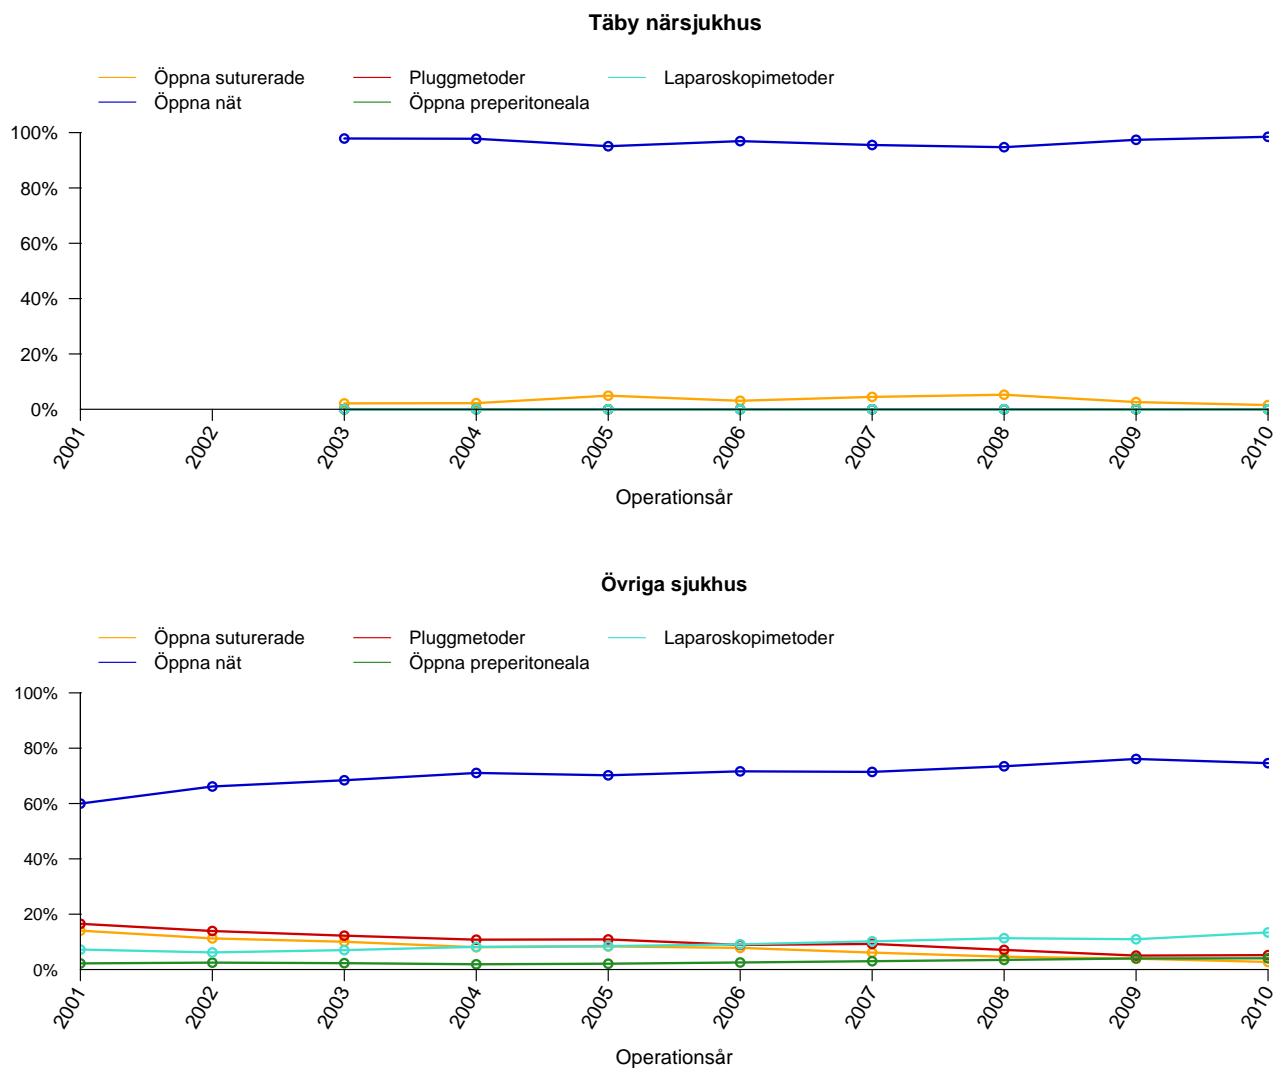 Täby närsjukhus
Öppna suturerade Pluggmetoder Laparoskopimetoder
Öppna nät Öppna preperitoneala
100%
80%
60%
40%
20%
0%
2001 2002 2003 2004 2005 2006 2007 2008 2009 2010
Operationsår
Övriga sjukhus
Öppna suturerade Pluggmetoder Laparoskopimetoder
Öppna nät Öppna preperitoneala
100%
80%
60%
40%
20%
0%
2001 2002 2003 2004 2005 2006 2007 2008 2009 2010
Operationsår